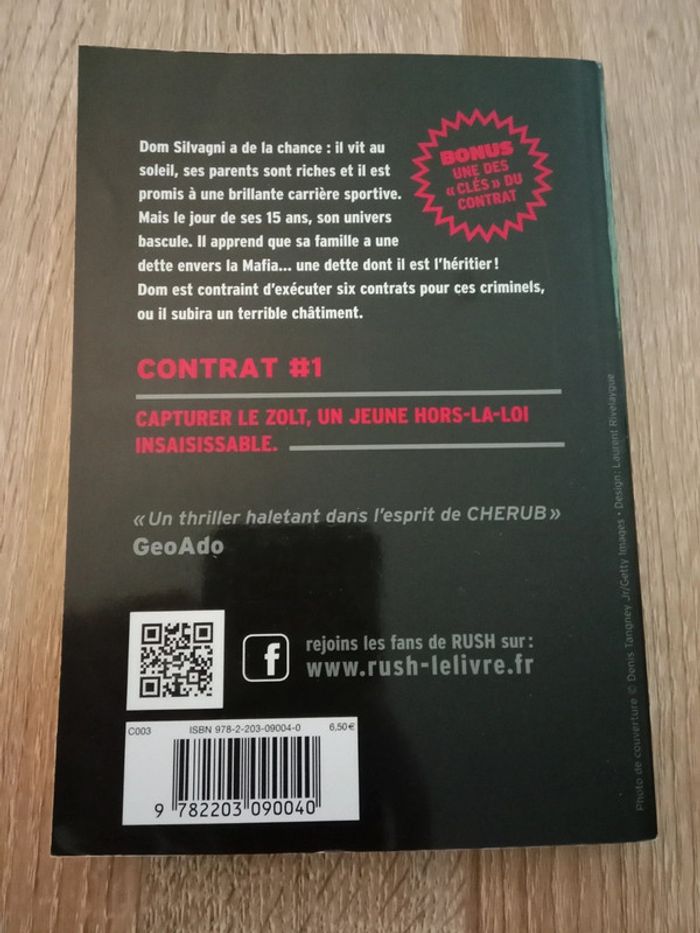 Dom Silvagni a de la chance : il vit au
soleil, ses parents sont riches et il est
promis à une brillante carrière sportive.
Mais le jour de ses 15 ans, son univers
bascule. Il apprend que sa famille a une
dette envers la Mafia... une dette dont il est l'héritier !
Dom est contraint d'exécuter six contrats pour ces criminels,
ou il subira un terrible châtiment.
BONUS
UNE DES
« CLÉS » DU
CONTRAT
CONTRAT #1
CAPTURER LE ZOLT, UN JEUNE HORS-LA-LOI
INSAISISSABLE.
« Un thriller haletant dans l'esprit de CHERUB »
GeoAdo
f
rejoins les fans de RUSH sur :
www.rush-lelivre.fr
C003 ISBN 978-2-203-09004-0 6,50 €
9 782203 090040
Photo de couverture © Denis Tangney Jr/Getty Images • Design : Laurent Rivelaygue